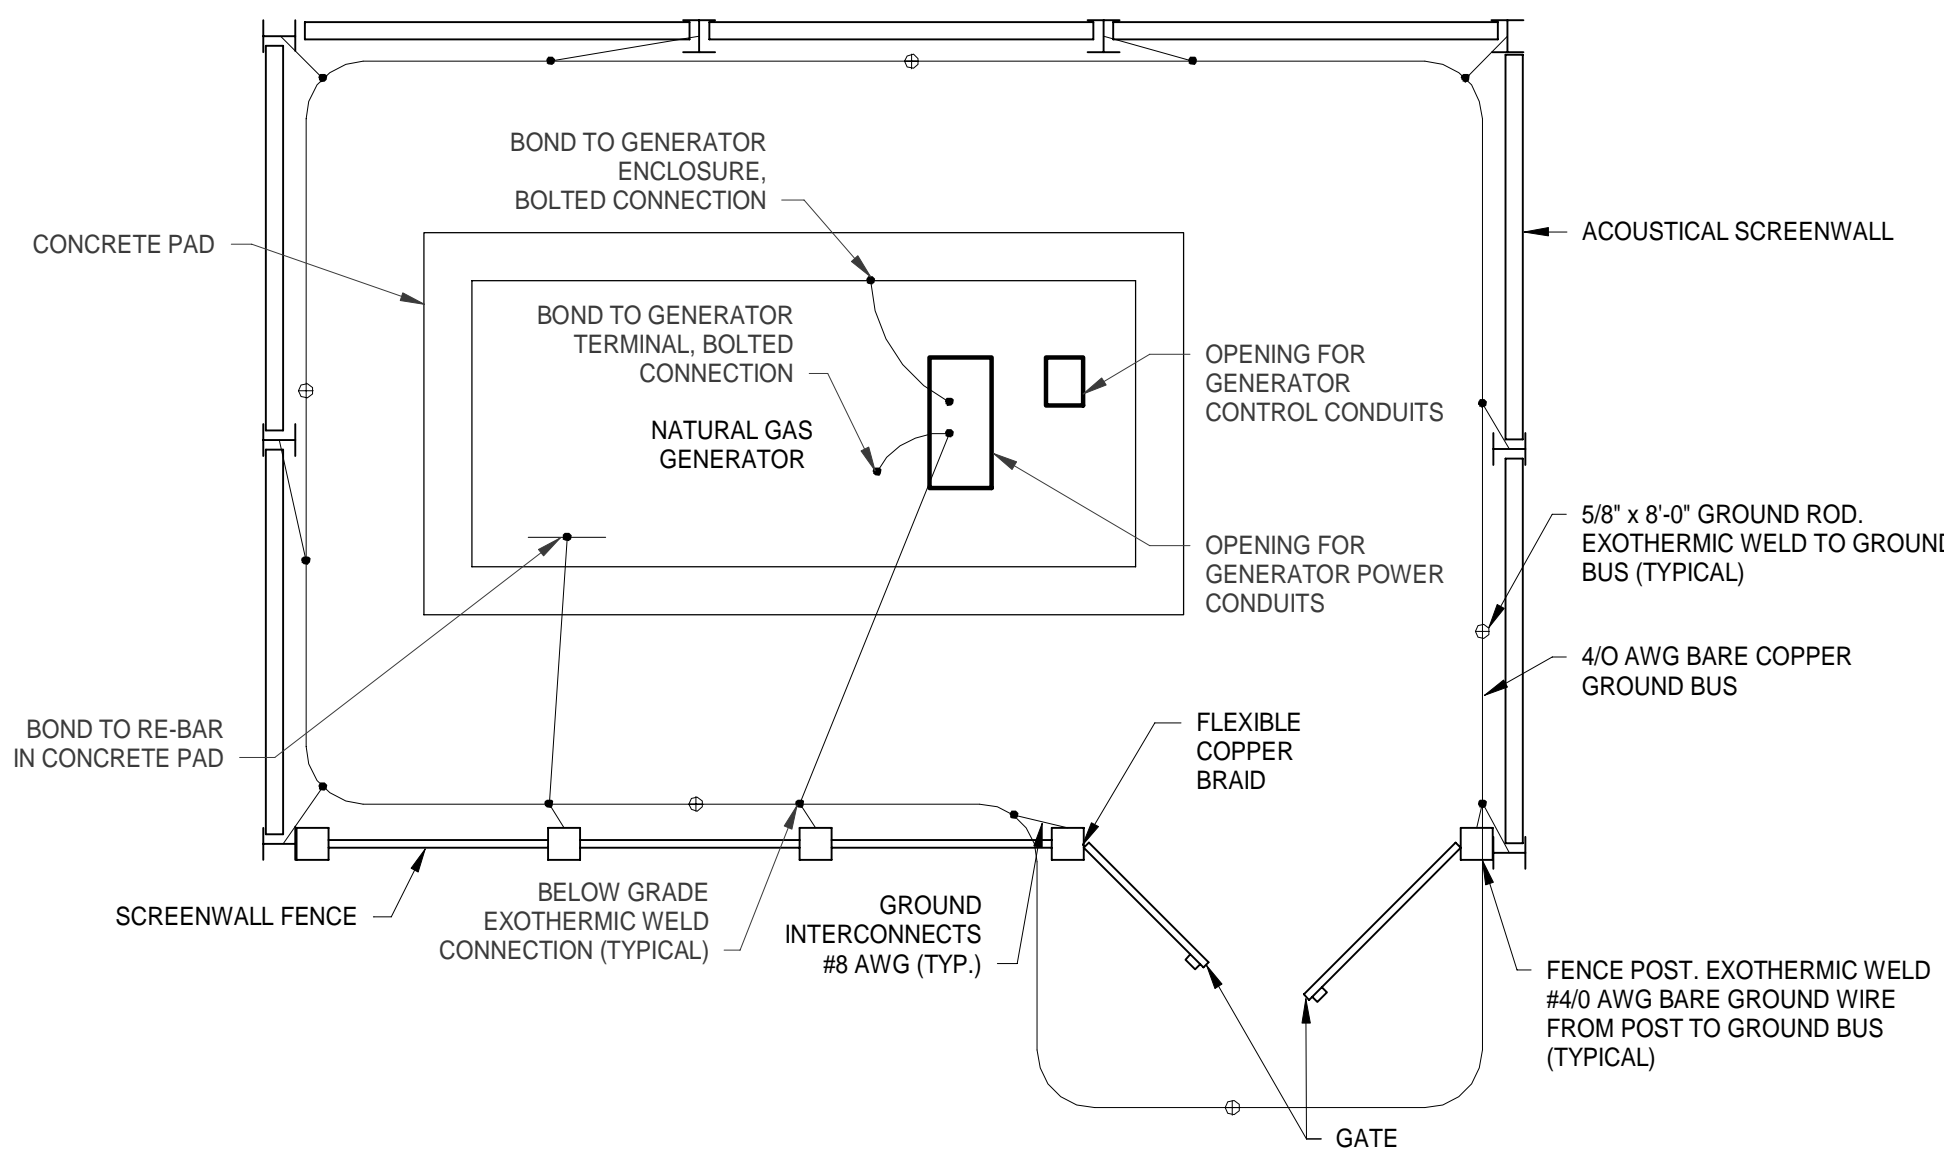 BOND TO GENERATOR
ENCLOSURE,
BOLTED CONNECTION
CONCRETE PAD
ACOUSTICAL SCREENWALL
BOND TO GENERATOR
TERMINAL, BOLTED
CONNECTION
NATURAL GAS
GENERATOR
OPENING FOR
GENERATOR
CONTROL CONDUITS
5/8" x 8'-0" GROUND ROD.
EXOTHERMIC WELD TO GROUND
BUS (TYPICAL)
OPENING FOR
GENERATOR POWER
CONDUITS
4/O AWG BARE COPPER
GROUND BUS
BOND TO RE-BAR
IN CONCRETE PAD
FLEXIBLE
COPPER
BRAID
SCREENWALL FENCE
BELOW GRADE
EXOTHERMIC WELD
CONNECTION (TYPICAL)
GROUND
INTERCONNECTS
#8 AWG (TYP.)
FENCE POST. EXOTHERMIC WELD
#4/0 AWG BARE GROUND WIRE
FROM POST TO GROUND BUS
(TYPICAL)
GATE